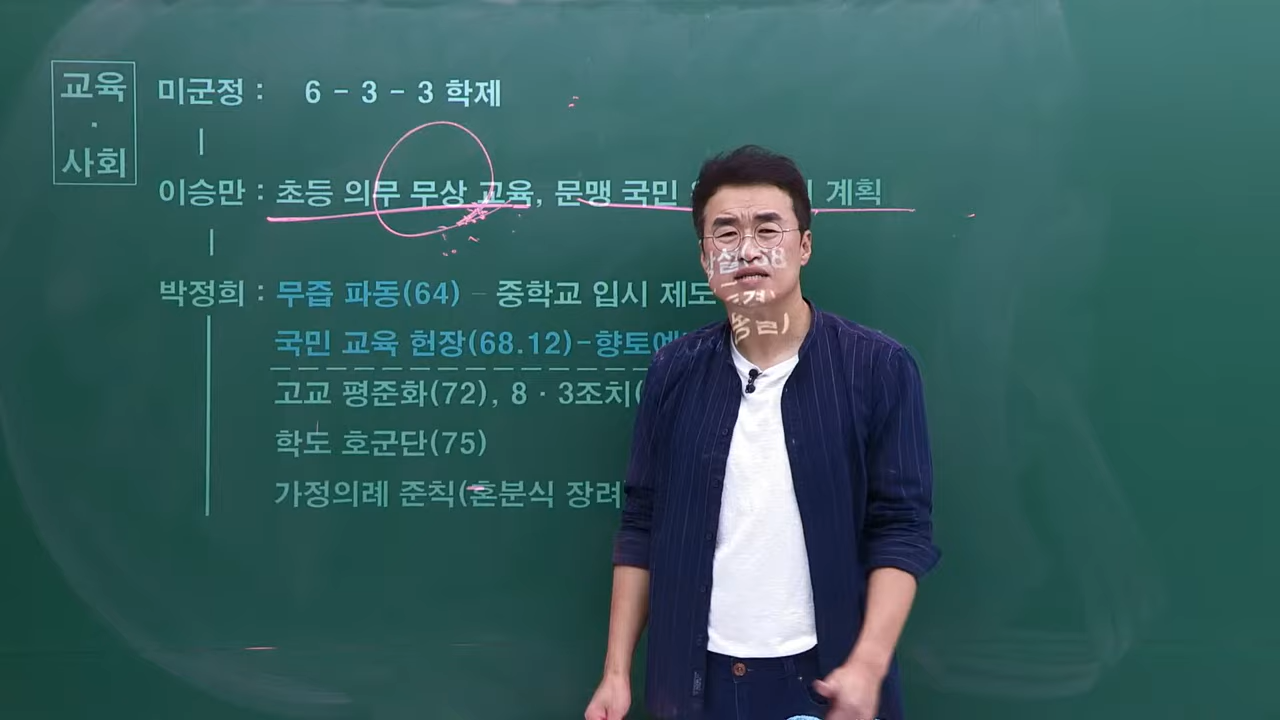 교육
·
사회
미군정 : 6 - 3 - 3 학제
이승만 : 초등 의무 무상 교육, 문맹 국민 계획
박정희 : 무즙 파동(64) - 중학교 입시 제도
국민 교육 헌장(68.12)-향토예
고교 평준화(72), 8 · 3조치(
학도 호군단(75)
가정의례 준칙(혼분식 장려